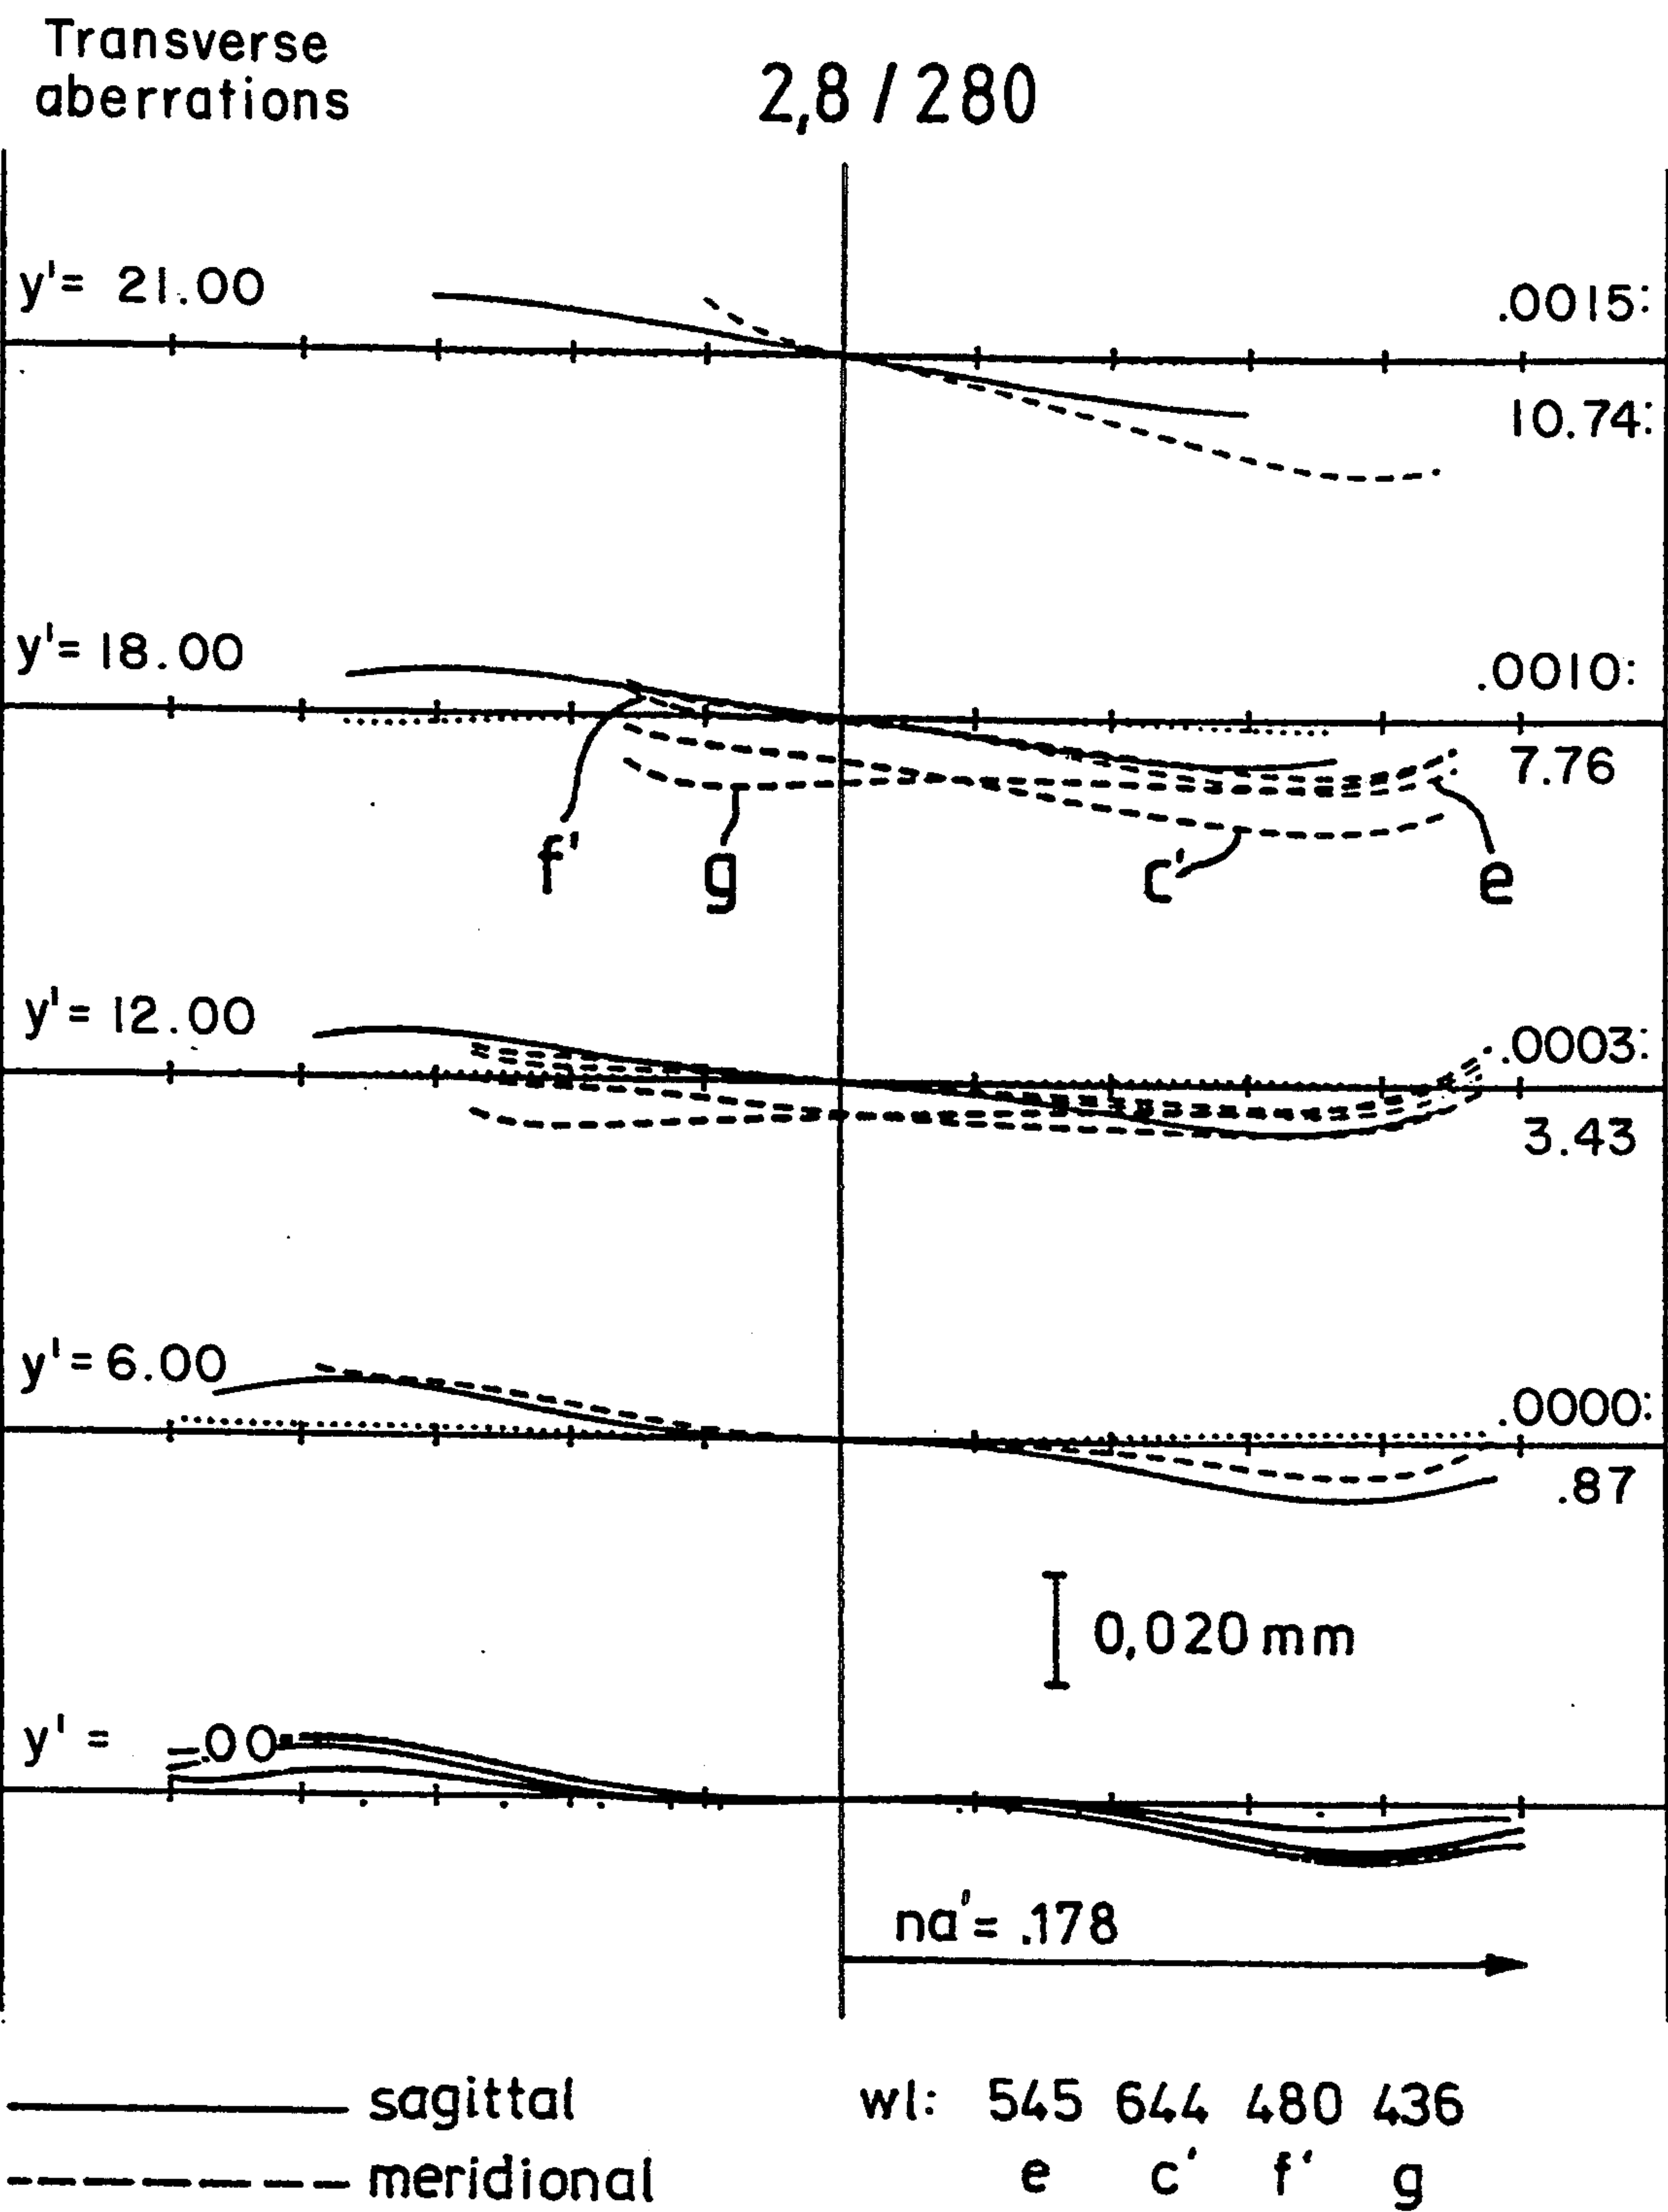 Transverse
aberrations
2,8 / 280
y'= 21.00
.0015:
10.74:
y'= 18.00
.0010:
7.76
f'
g
c'
e
y'= 12.00
.0003:
3.43
y'= 6.00
.0000:
.87
0,020 mm
y' = .00
na'= .178
sagittal
wl: 545 644 480 436
meridional
e c' f' g